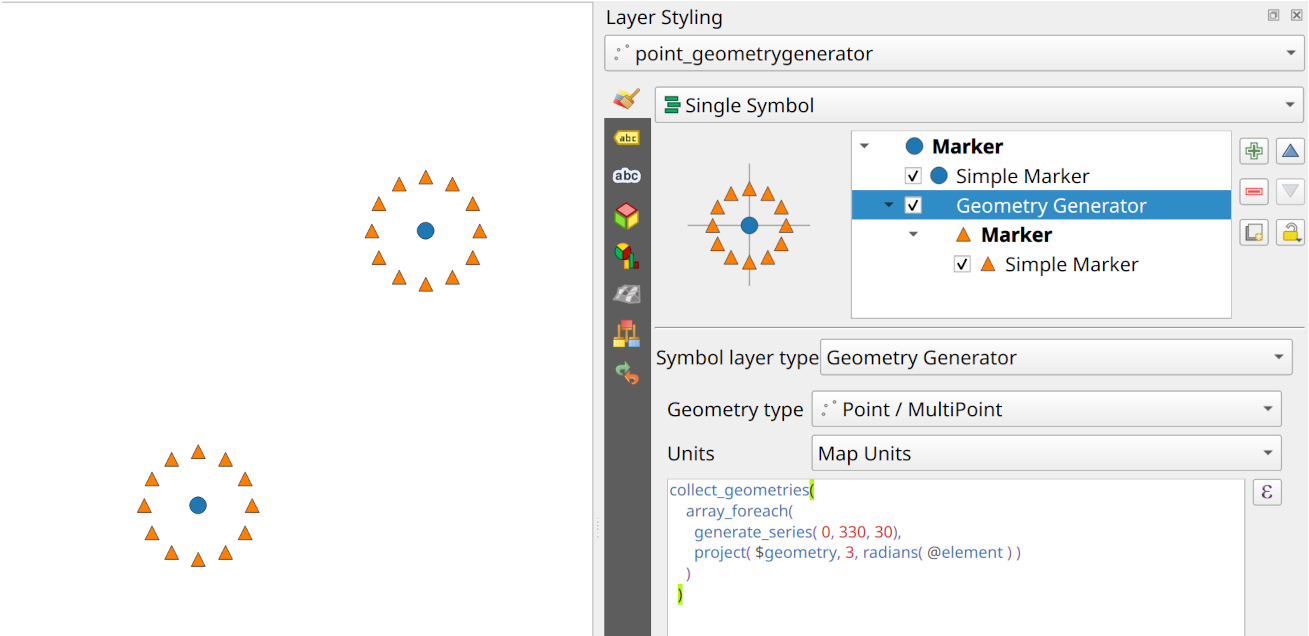 Layer Styling
point_geometrygenerator
Single Symbol
abc
abc
Marker
Simple Marker
Geometry Generator
Marker
Simple Marker
Symbol layer type Geometry Generator
Geometry type Point / MultiPoint
Units Map Units
collect_geometries(
array_foreach(
generate_series( 0, 330, 30),
project( $geometry, 3, radians( @element ) )
)
)
ε